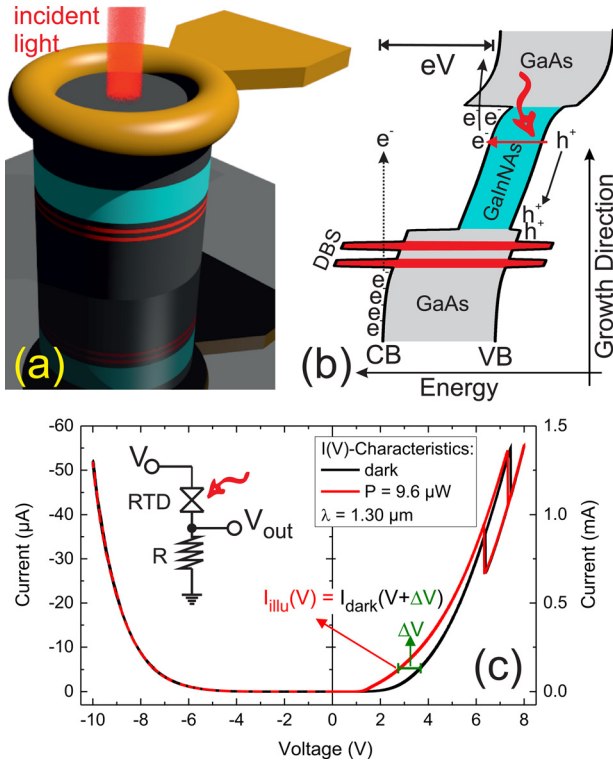 incident
light
(a)
eV
GaAs
e⁻ e⁻
e⁻ e⁻ h⁺
GaInNAs
h⁺
h⁺
h⁺
DBS
e⁻
e⁻
e⁻
e⁻
e⁻
GaAs
Growth Direction
(b)
CB VB
Energy
-60
-50
-40
-30
-20
-10
0
Current (µA)
1.5
1.0
0.5
0.0
Current (mA)
V₀
RTD
Vout
R
I(V)-Characteristics:
dark
P = 9.6 µW
λ = 1.30 µm
Iillu(V) = Idark(V+ΔV)
ΔV
(c)
-10 -8 -6 -4 -2 0 2 4 6 8
Voltage (V)